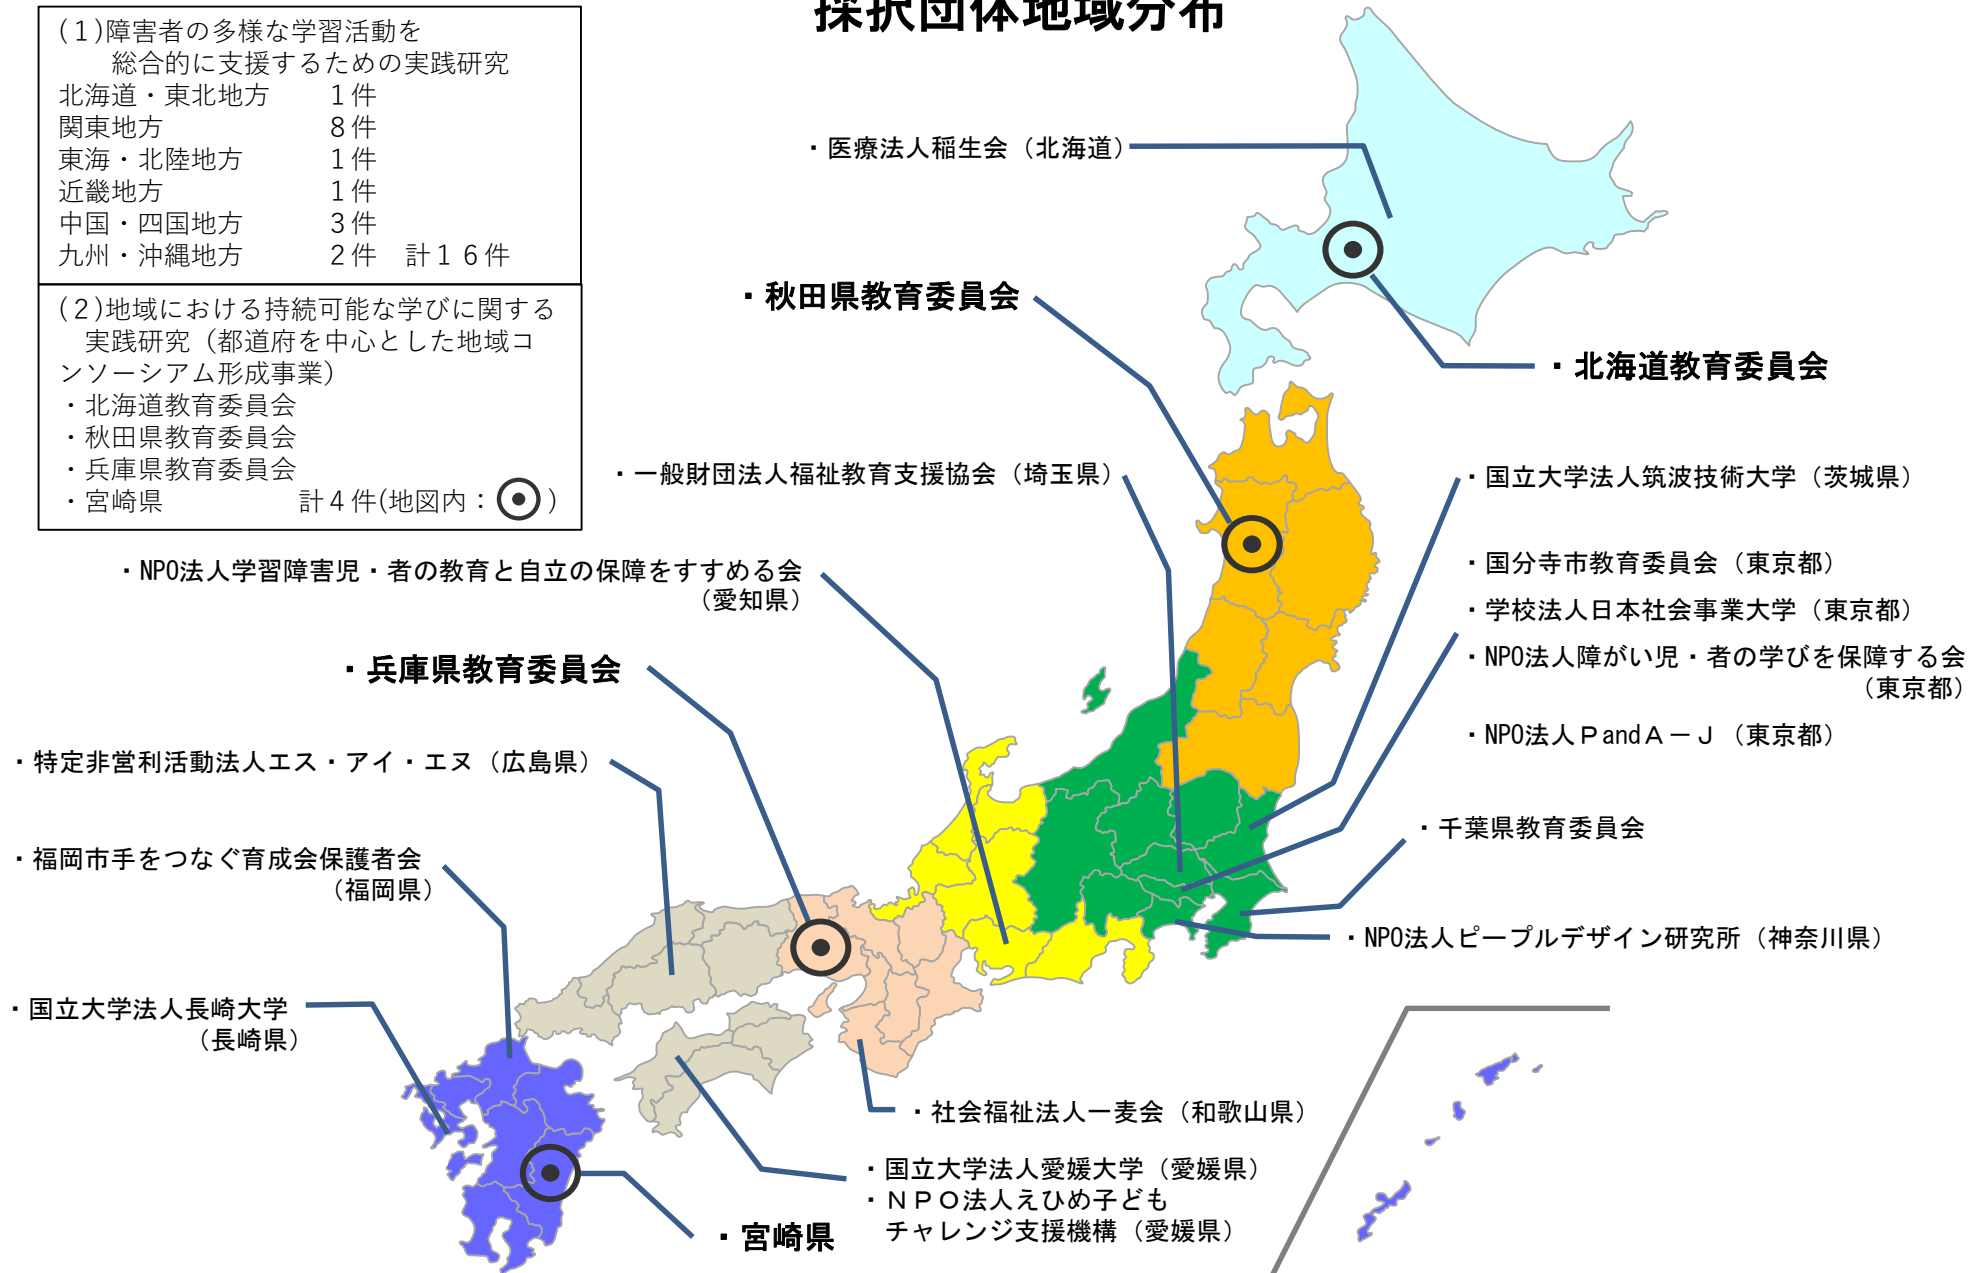 採択団体地域分布
(１)障害者の多様な学習活動を
総合的に支援するための実践研究
北海道・東北地方　１件
関東地方　８件
東海・北陸地方　１件
近畿地方　１件
中国・四国地方　３件
九州・沖縄地方　２件　計１６件
(２)地域における持続可能な学びに関する
実践研究（都道府を中心とした地域コ
ンソーシアム形成事業）
・北海道教育委員会
・秋田県教育委員会
・兵庫県教育委員会
・宮崎県　計４件(地図内：　)
・医療法人稲生会（北海道）
・秋田県教育委員会
・北海道教育委員会
・一般財団法人福祉教育支援協会（埼玉県）
・国立大学法人筑波技術大学（茨城県）
・国分寺市教育委員会（東京都）
・学校法人日本社会事業大学（東京都）
・NPO法人障がい児・者の学びを保障する会
（東京都）
・NPO法人ＰandＡ－Ｊ（東京都）
・千葉県教育委員会
・NPO法人ピープルデザイン研究所（神奈川県）
・NPO法人学習障害児・者の教育と自立の保障をすすめる会
（愛知県）
・兵庫県教育委員会
・特定非営利活動法人エス・アイ・エヌ（広島県）
・福岡市手をつなぐ育成会保護者会
（福岡県）
・国立大学法人長崎大学
（長崎県）
・社会福祉法人一麦会（和歌山県）
・国立大学法人愛媛大学（愛媛県）
・ＮＰＯ法人えひめ子ども
チャレンジ支援機構（愛媛県）
・宮崎県